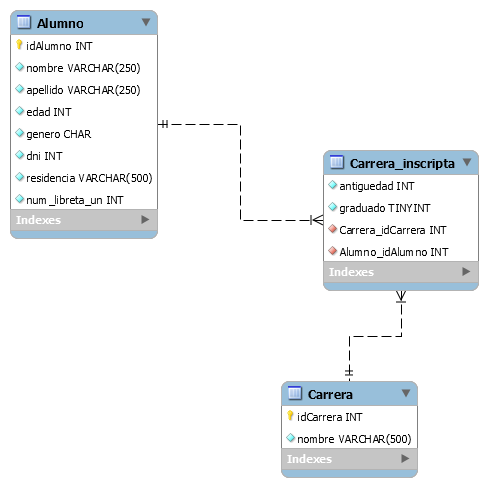 Alumno
idAlumno INT
nombre VARCHAR(250)
apellido VARCHAR(250)
edad INT
genero CHAR
dni INT
residencia VARCHAR(500)
num_libreta_un INT
Indexes
Carrera_inscripta
antiguedad INT
graduado TINYINT
Carrera_idCarrera INT
Alumno_idAlumno INT
Indexes
Carrera
idCarrera INT
nombre VARCHAR(500)
Indexes